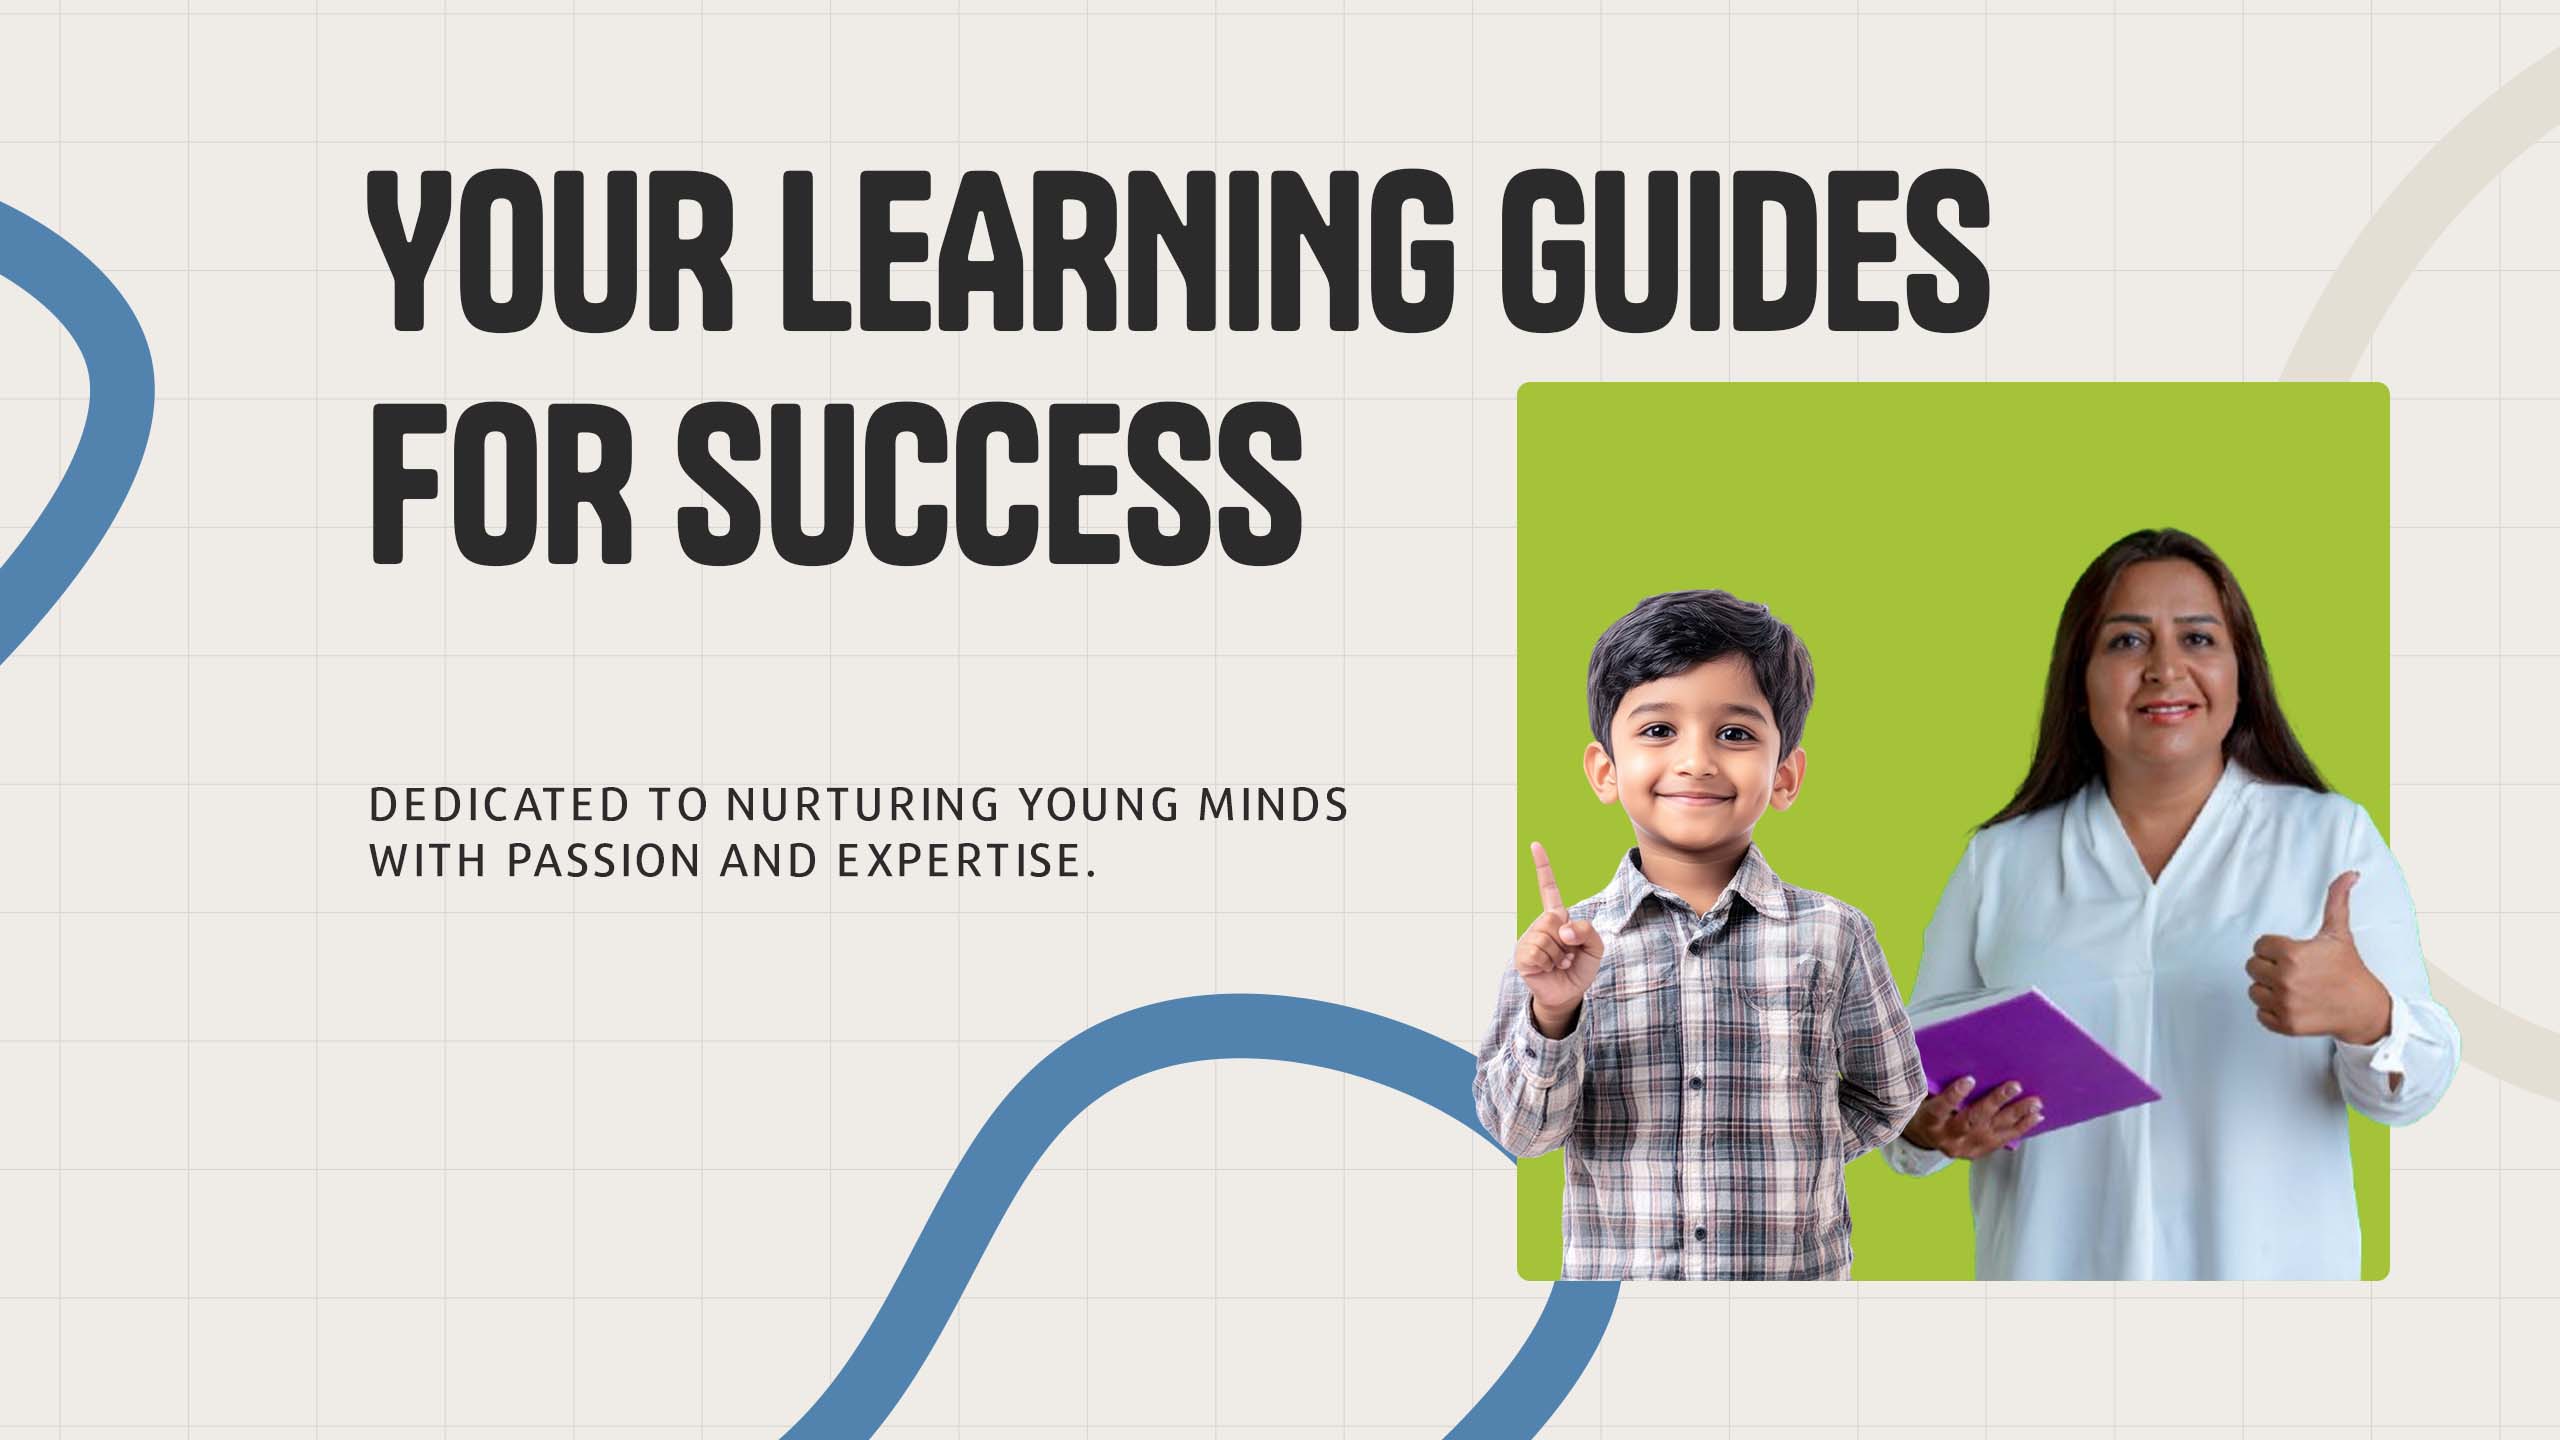 YOUR LEARNING GUIDES
FOR SUCCESS
DEDICATED TO NURTURING YOUNG MINDS
WITH PASSION AND EXPERTISE.